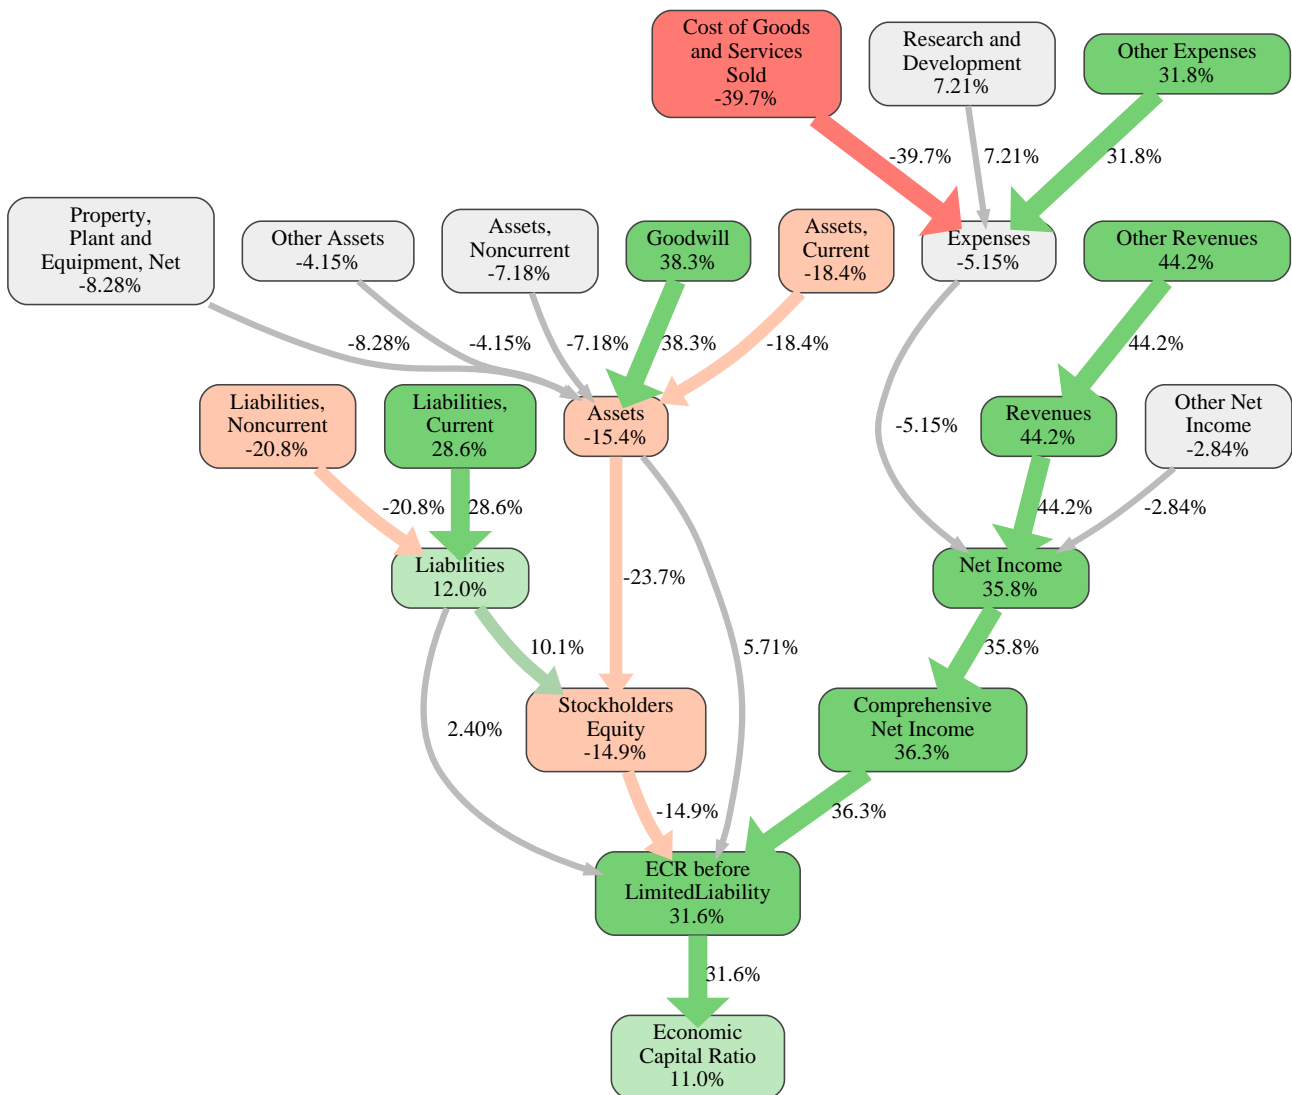 Cost of Goods
and Services
Sold
-39.7%
Research and
Development
7.21%
Other Expenses
31.8%
-39.7%
7.21%
31.8%
Property,
Plant and
Equipment, Net
-8.28%
Other Assets
-4.15%
Assets,
Noncurrent
-7.18%
Goodwill
38.3%
Assets,
Current
-18.4%
Expenses
-5.15%
Other Revenues
44.2%
-8.28%
-4.15%
-7.18%
38.3%
-18.4%
44.2%
Liabilities,
Noncurrent
-20.8%
Liabilities,
Current
28.6%
Assets
-15.4%
-5.15%
Revenues
44.2%
Other Net
Income
-2.84%
-20.8%
28.6%
44.2%
-2.84%
Liabilities
12.0%
-23.7%
Net Income
35.8%
10.1%
5.71%
35.8%
Stockholders
Equity
-14.9%
2.40%
Comprehensive
Net Income
36.3%
-14.9%
36.3%
ECR before
LimitedLiability
31.6%
31.6%
Economic
Capital Ratio
11.0%